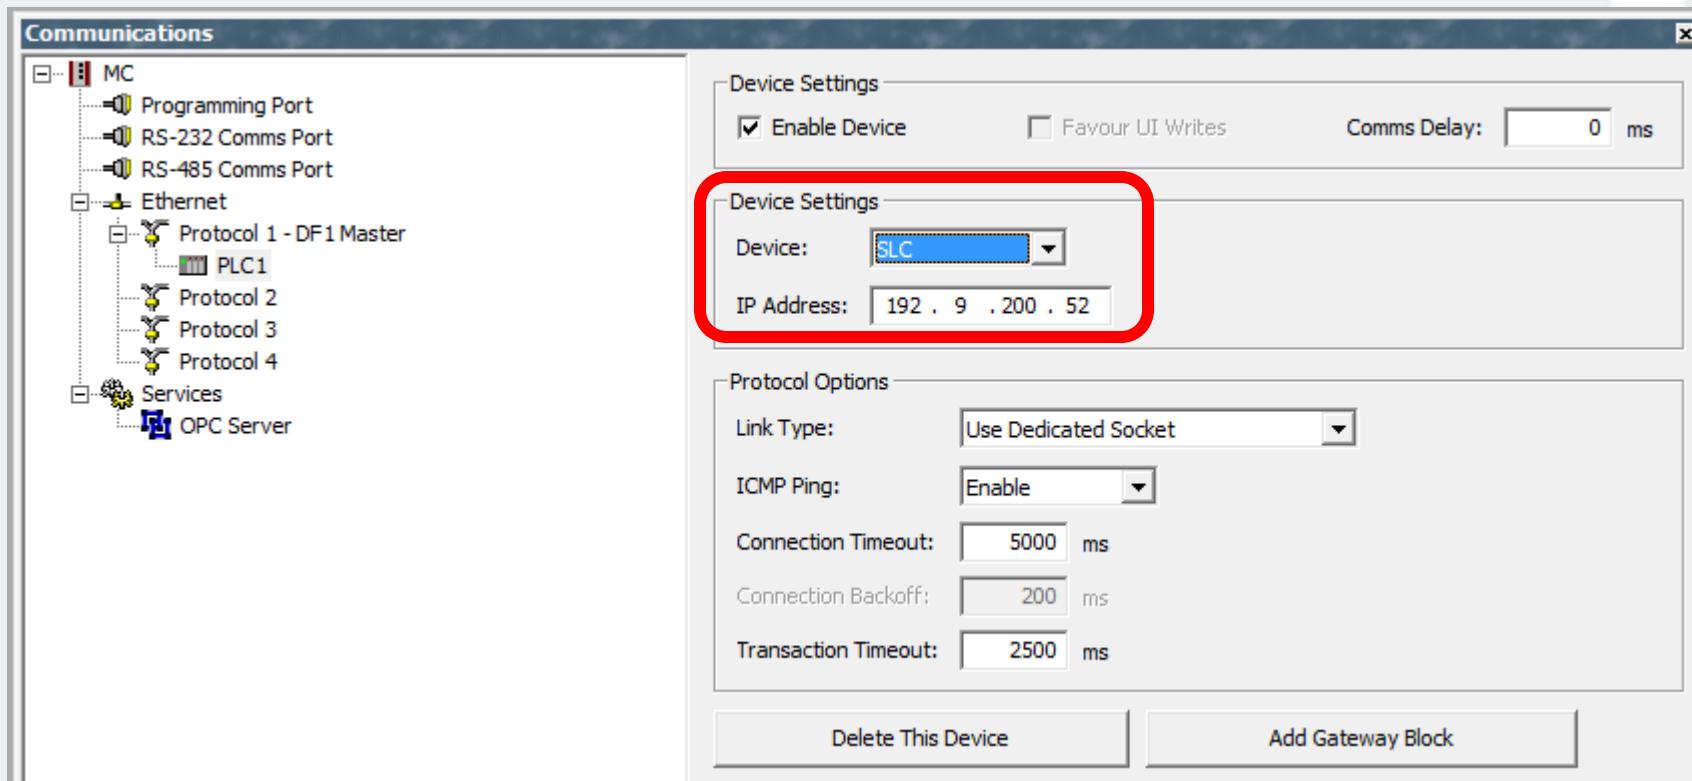 Communications
MC
Programming Port
RS-232 Comms Port
RS-485 Comms Port
Ethernet
Protocol 1 - DF1 Master
PLC1
Protocol 2
Protocol 3
Protocol 4
Services
OPC Server
Device Settings
Enable Device Favour UI Writes Comms Delay: 0 ms
Device Settings
Device: SLC
IP Address: 192 . 9 . 200 . 52
Protocol Options
Link Type: Use Dedicated Socket
ICMP Ping: Enable
Connection Timeout: 5000 ms
Connection Backoff: 200 ms
Transaction Timeout: 2500 ms
Delete This Device Add Gateway Block